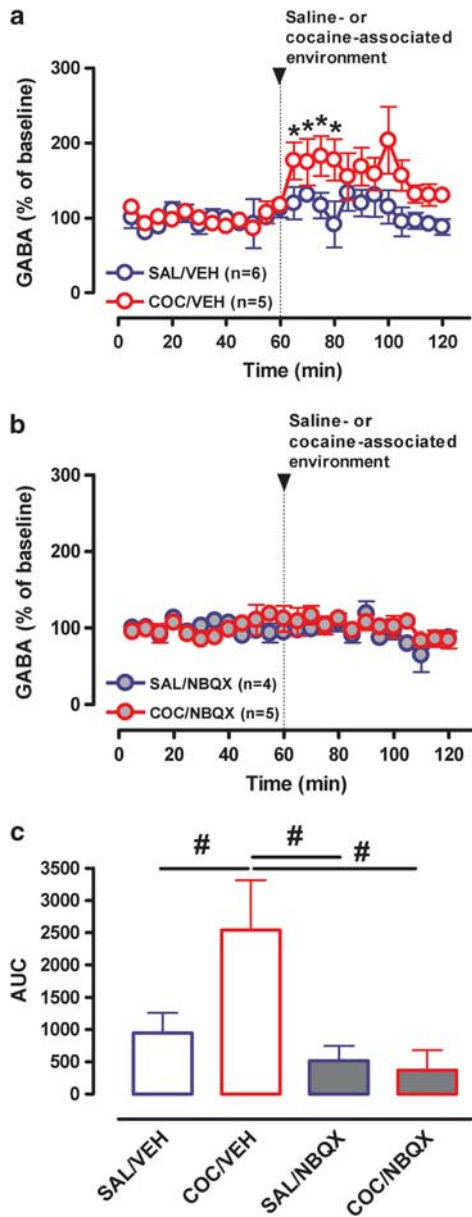 a
Saline- or
cocaine-associated
environment
300
200
100
0
GABA (% of baseline)
* * * *
SAL/VEH (n=6)
COC/VEH (n=5)
0 20 40 60 80 100 120
Time (min)
b
Saline- or
cocaine-associated
environment
300
200
100
0
GABA (% of baseline)
SAL/NBQX (n=4)
COC/NBQX (n=5)
0 20 40 60 80 100 120
Time (min)
c
# # #
3500
3000
2500
2000
1500
1000
500
0
AUC
SAL/VEH
COC/VEH
SAL/NBQX
COC/NBQX